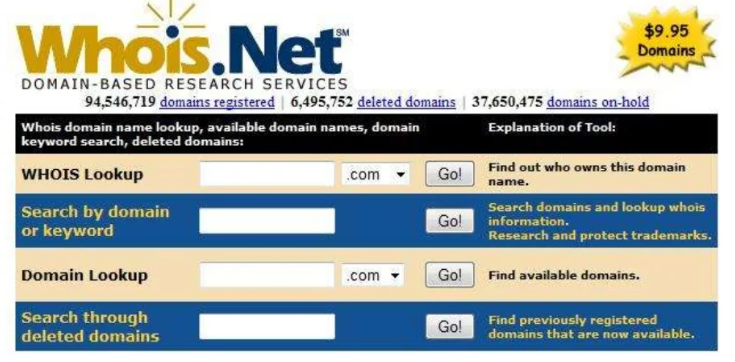 Whois.Net SM
$9.95
Domains
DOMAIN-BASED RESEARCH SERVICES
94,546,719 domains registered | 6,495,752 deleted domains | 37,650,475 domains on-hold
Whois domain name lookup, available domain names, domain
keyword search, deleted domains:
Explanation of Tool:
WHOIS Lookup
.com
Go!
Find out who owns this domain
name.
Search by domain
or keyword
Go!
Search domains and lookup whois
information.
Research and protect trademarks.
Domain Lookup
.com
Go!
Find available domains.
Search through
deleted domains
Go!
Find previously registered
domains that are now available.